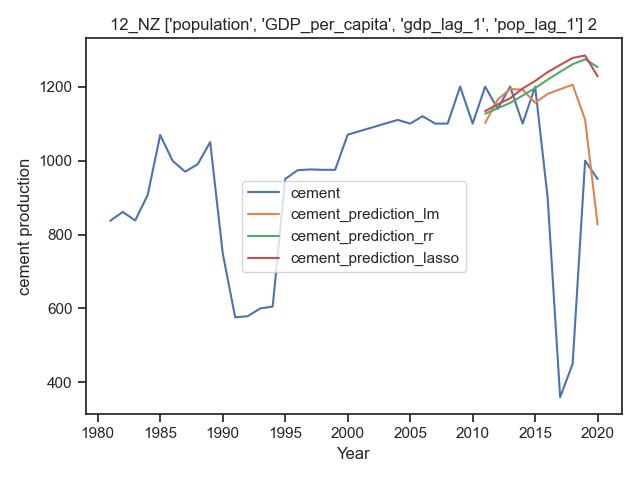 12_NZ ['population', 'GDP_per_capita', 'gdp_lag_1', 'pop_lag_1'] 2
cement production
1200
1000
800
600
400
cement
cement_prediction_lm
cement_prediction_rr
cement_prediction_lasso
1980 1985 1990 1995 2000 2005 2010 2015 2020
Year